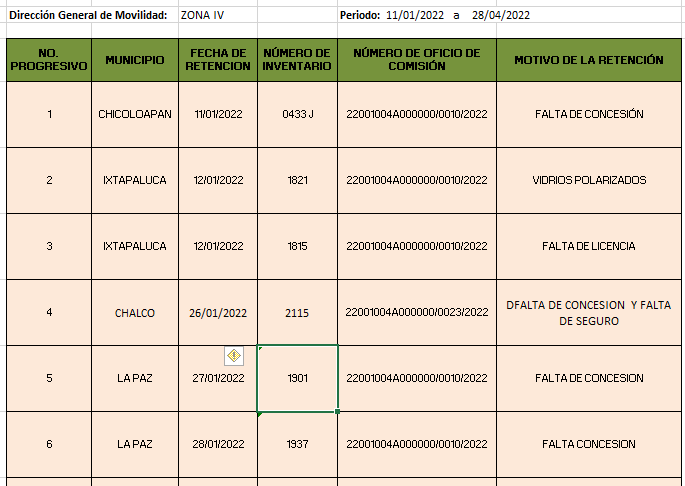 Dirección General de Movilidad: ZONA IV Periodo: 11/01/2022 a 28/04/2022
NO. PROGRESIVO MUNICIPIO FECHA DE RETENCION NÚMERO DE INVENTARIO NÚMERO DE OFICIO DE COMISIÓN MOTIVO DE LA RETENCIÓN
1 CHICOLOAPAN 11/01/2022 0433 J 22001004A000000/0010/2022 FALTA DE CONCESIÓN
2 IXTAPALUCA 12/01/2022 1821 22001004A000000/0010/2022 VIDRIOS POLARIZADOS
3 IXTAPALUCA 12/01/2022 1815 22001004A000000/0010/2022 FALTA DE LICENCIA
4 CHALCO 26/01/2022 2115 22001004A000000/0023/2022 DFALTA DE CONCESION Y FALTA DE SEGURO
5 LA PAZ 27/01/2022 1901 22001004A000000/0010/2022 FALTA DE CONCESION
6 LA PAZ 28/01/2022 1937 22001004A000000/0010/2022 FALTA CONCESION